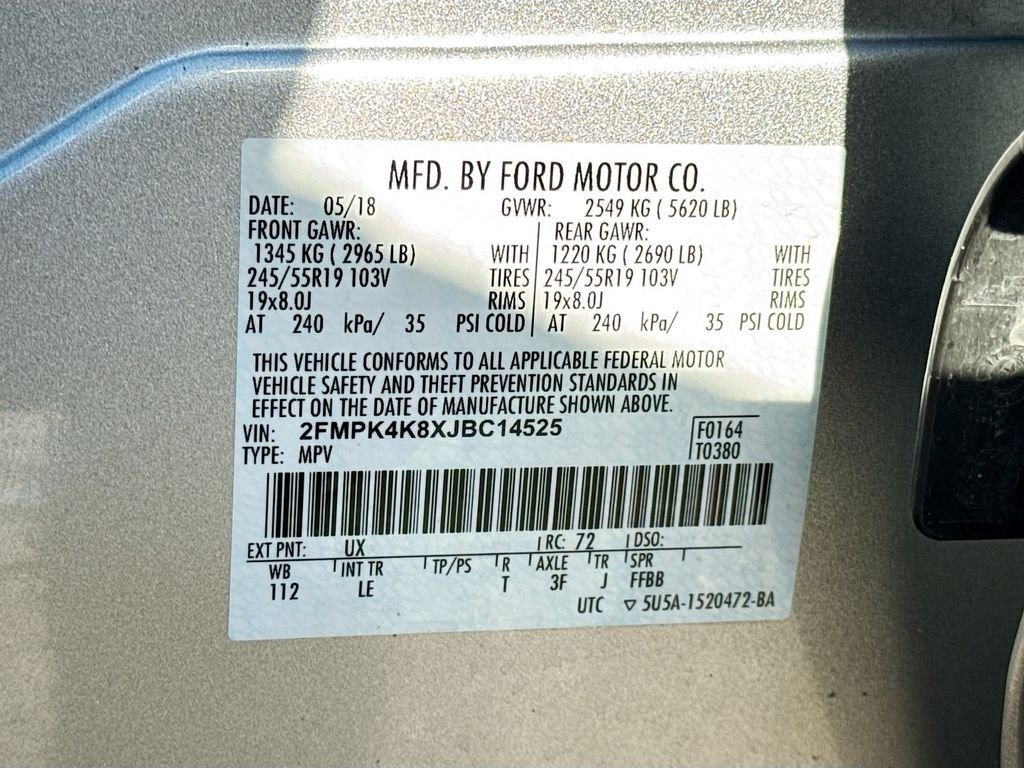 MFD. BY FORD MOTOR CO.
DATE: 05/18 GVWR: 2549 KG ( 5620 LB)
FRONT GAWR: REAR GAWR:
1345 KG ( 2965 LB) WITH 1220 KG ( 2690 LB) WITH
245/55R19 103V TIRES 245/55R19 103V TIRES
19x8.0J RIMS 19x8.0J RIMS
AT 240 kPa/ 35 PSI COLD AT 240 kPa/ 35 PSI COLD
THIS VEHICLE CONFORMS TO ALL APPLICABLE FEDERAL MOTOR
VEHICLE SAFETY AND THEFT PREVENTION STANDARDS IN
EFFECT ON THE DATE OF MANUFACTURE SHOWN ABOVE.
VIN: 2FMPK4K8XJBC14525 F0164
TYPE: MPV T0380
EXT PNT: UX RC: 72 DSO:
WB INT TR TP/PS R AXLE TR SPR
112 LE T 3F J FFBB
UTC ▽ 5U5A-1520472-BA